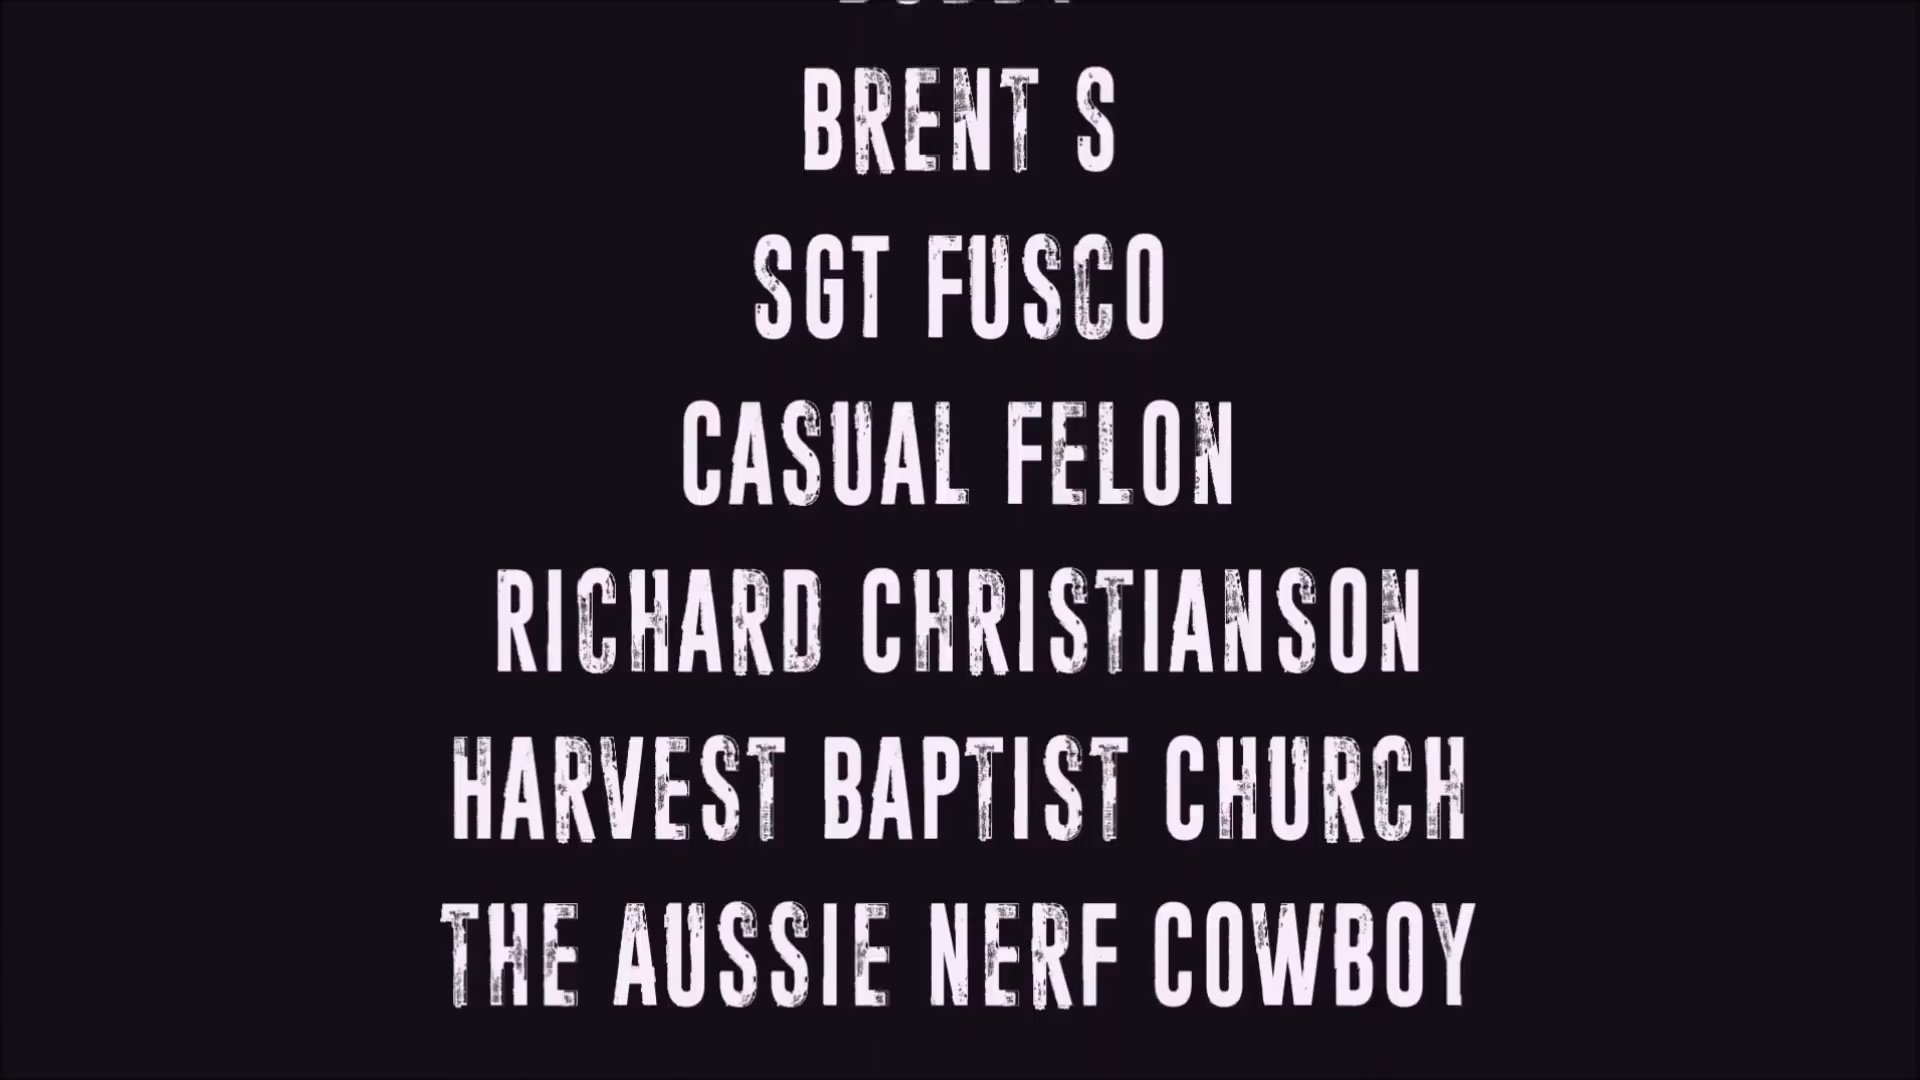 BRENT S
SGT FUSCO
CASUAL FELON
RICHARD CHRISTIANSON
HARVEST BAPTIST CHURCH
THE AUSSIE NERF COWBOY